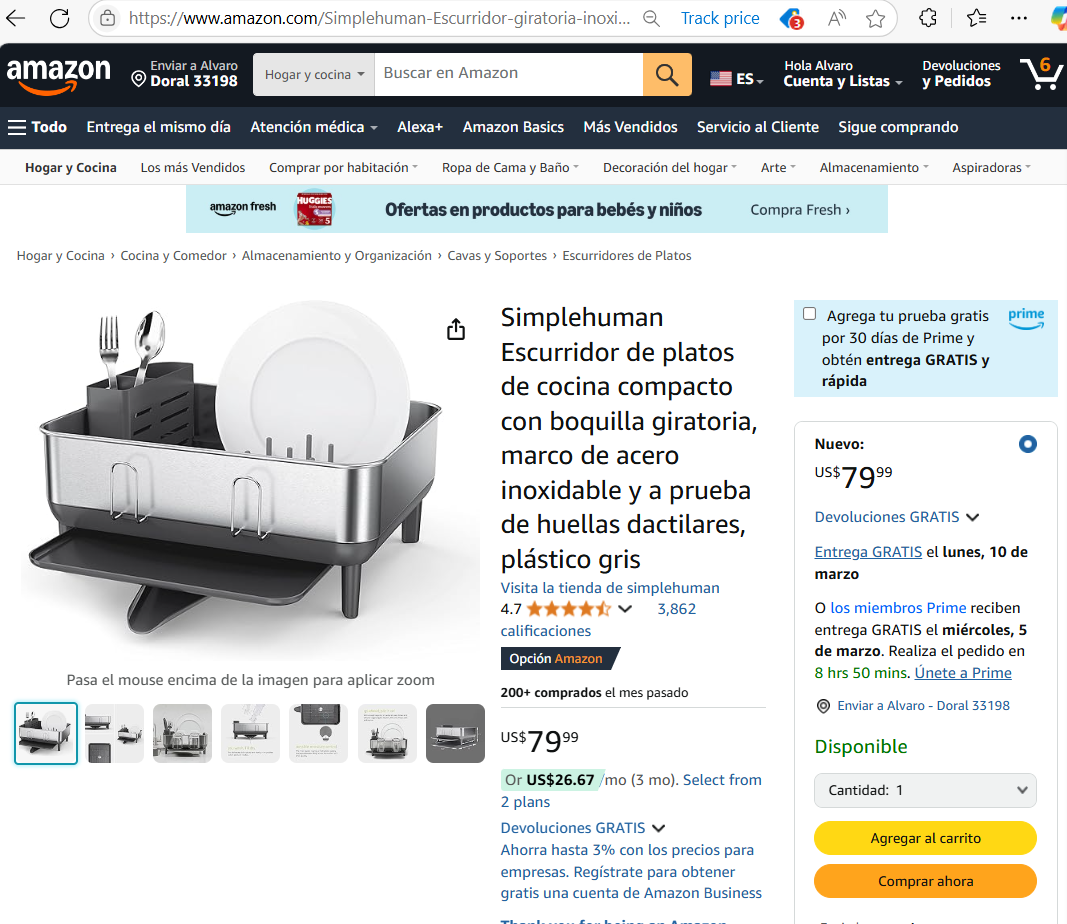 https://www.amazon.com/Simplehuman-Escurridor-giratoria-inoxi...
Track price
3
amazon
Enviar a Alvaro
Doral 33198
Hogar y cocina
Buscar en Amazon
ES
Hola Alvaro
Cuenta y Listas
Devoluciones
y Pedidos
6
Todo
Entrega el mismo día
Atención médica
Alexa+
Amazon Basics
Más Vendidos
Servicio al Cliente
Sigue comprando
Hogar y Cocina
Los más Vendidos
Comprar por habitación
Ropa de Cama y Baño
Decoración del hogar
Arte
Almacenamiento
Aspiradoras
amazon fresh
HUGGIES
Ofertas en productos para bebés y niños
Compra Fresh ›
Hogar y Cocina › Cocina y Comedor › Almacenamiento y Organización › Cavas y Soportes › Escurridores de Platos
Pasa el mouse encima de la imagen para aplicar zoom
Simplehuman
Escurridor de platos
de cocina compacto
con boquilla giratoria,
marco de acero
inoxidable y a prueba
de huellas dactilares,
plástico gris
Visita la tienda de simplehuman
4.7
3,862
calificaciones
Opción Amazon
200+ comprados el mes pasado
US$7999
Or US$26.67 /mo (3 mo). Select from
2 plans
Devoluciones GRATIS
Ahorra hasta 3% con los precios para
empresas. Regístrate para obtener
gratis una cuenta de Amazon Business
Agrega tu prueba gratis
por 30 días de Prime y
obtén entrega GRATIS y
rápida
prime
Nuevo:
US$7999
Devoluciones GRATIS
Entrega GRATIS el lunes, 10 de
marzo
O los miembros Prime reciben
entrega GRATIS el miércoles, 5
de marzo. Realiza el pedido en
8 hrs 50 mins. Únete a Prime
Enviar a Alvaro - Doral 33198
Disponible
Cantidad: 1
Agregar al carrito
Comprar ahora